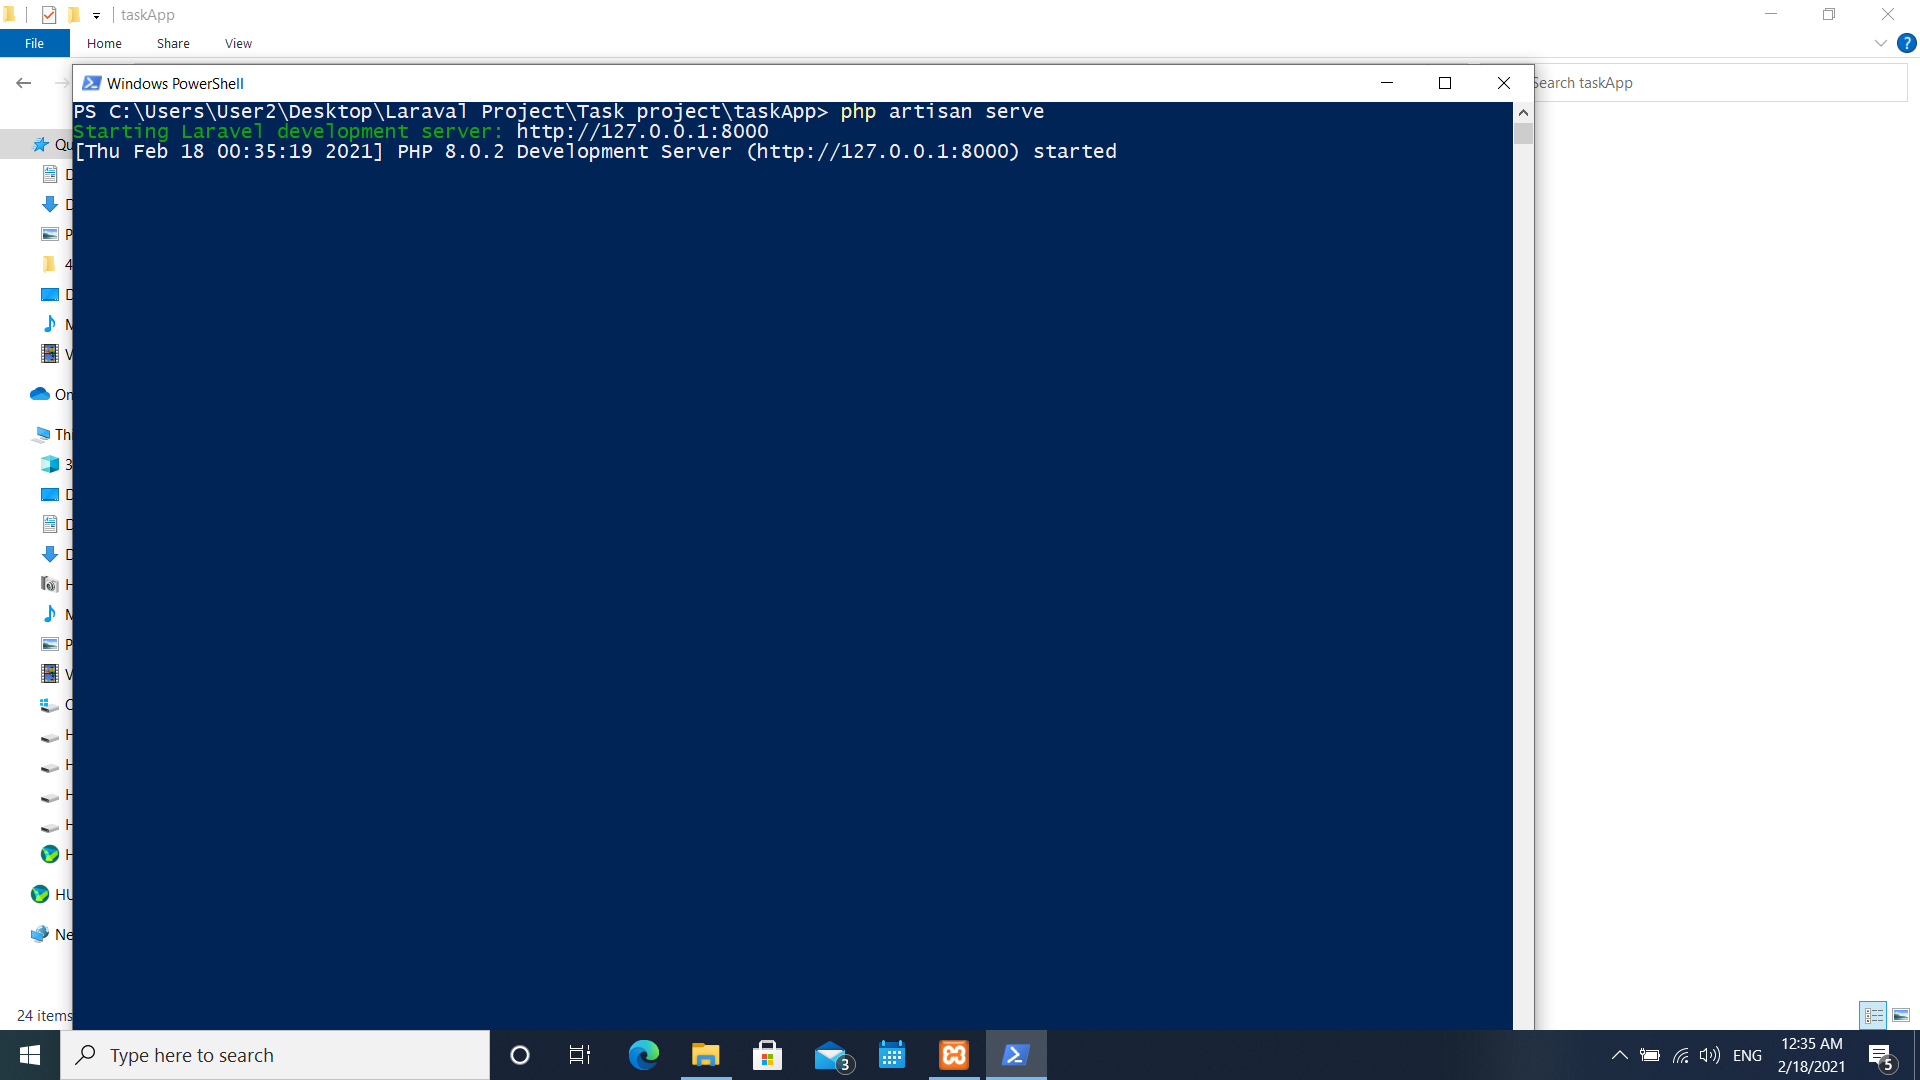 taskApp
File Home Share View
?
Windows PowerShell
Search taskApp
PS C:\Users\User2\Desktop\Laraval Project\Task project\taskApp> php artisan serve
Starting Laravel development server: http://127.0.0.1:8000
[Thu Feb 18 00:35:19 2021] PHP 8.0.2 Development Server (http://127.0.0.1:8000) started
Qu
D
D
P
4
D
M
V
On
Thi
3
D
D
D
H
M
P
V
C
H
H
H
H
H
HU
Ne
24 items
Type here to search
3
ENG
12:35 AM
2/18/2021
5